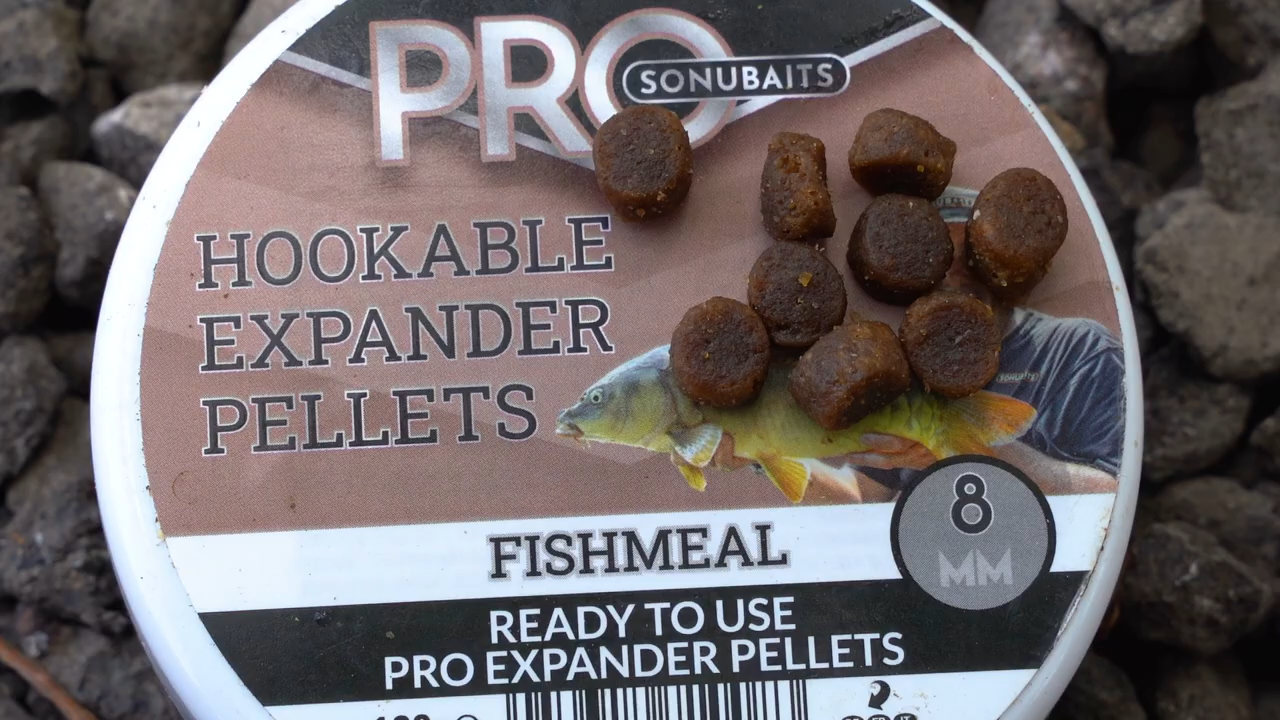 PRO
SONUBAITS
HOOKABLE
EXPANDER
PELLETS
8
MM
FISHMEAL
READY TO USE
PRO EXPANDER PELLETS